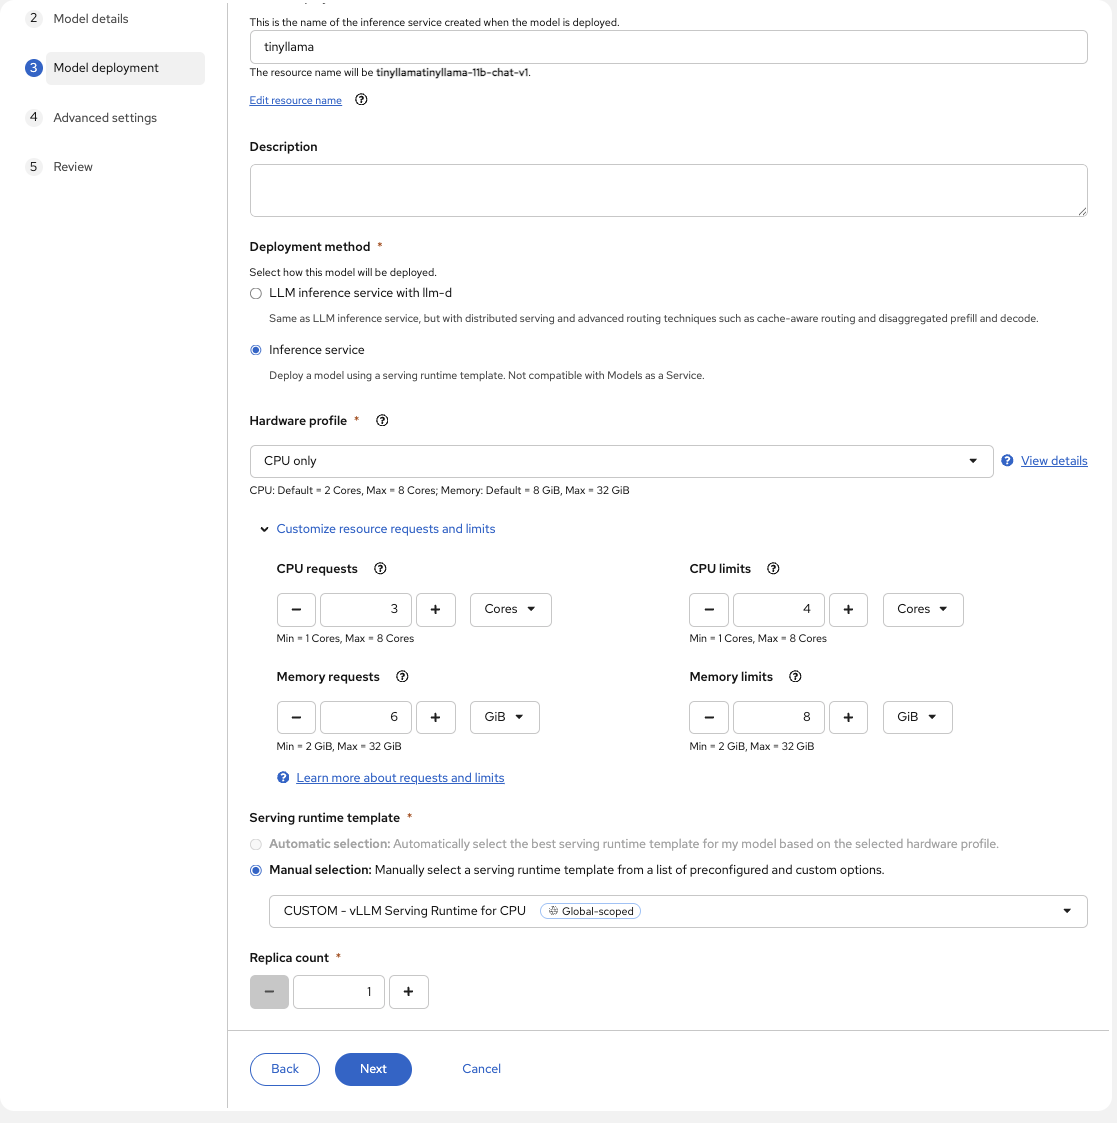 2 Model details
3 Model deployment
4 Advanced settings
5 Review
This is the name of the inference service created when the model is deployed.
tinyllama
The resource name will be tinyllamatinyllama-11b-chat-v1.
Edit resource name
Description
Deployment method *
Select how this model will be deployed.
LLM inference service with llm-d
Same as LLM inference service, but with distributed serving and advanced routing techniques such as cache-aware routing and disaggregated prefill and decode.
Inference service
Deploy a model using a serving runtime template. Not compatible with Models as a Service.
Hardware profile *
CPU only
View details
CPU: Default = 2 Cores, Max = 8 Cores; Memory: Default = 8 GiB, Max = 32 GiB
Customize resource requests and limits
CPU requests
CPU limits
3 Cores
4 Cores
Min = 1 Cores, Max = 8 Cores
Min = 1 Cores, Max = 8 Cores
Memory requests
Memory limits
6 GiB
8 GiB
Min = 2 GiB, Max = 32 GiB
Min = 2 GiB, Max = 32 GiB
Learn more about requests and limits
Serving runtime template *
Automatic selection: Automatically select the best serving runtime template for my model based on the selected hardware profile.
Manual selection: Manually select a serving runtime template from a list of preconfigured and custom options.
CUSTOM - vLLM Serving Runtime for CPU Global-scoped
Replica count *
1
Back Next Cancel